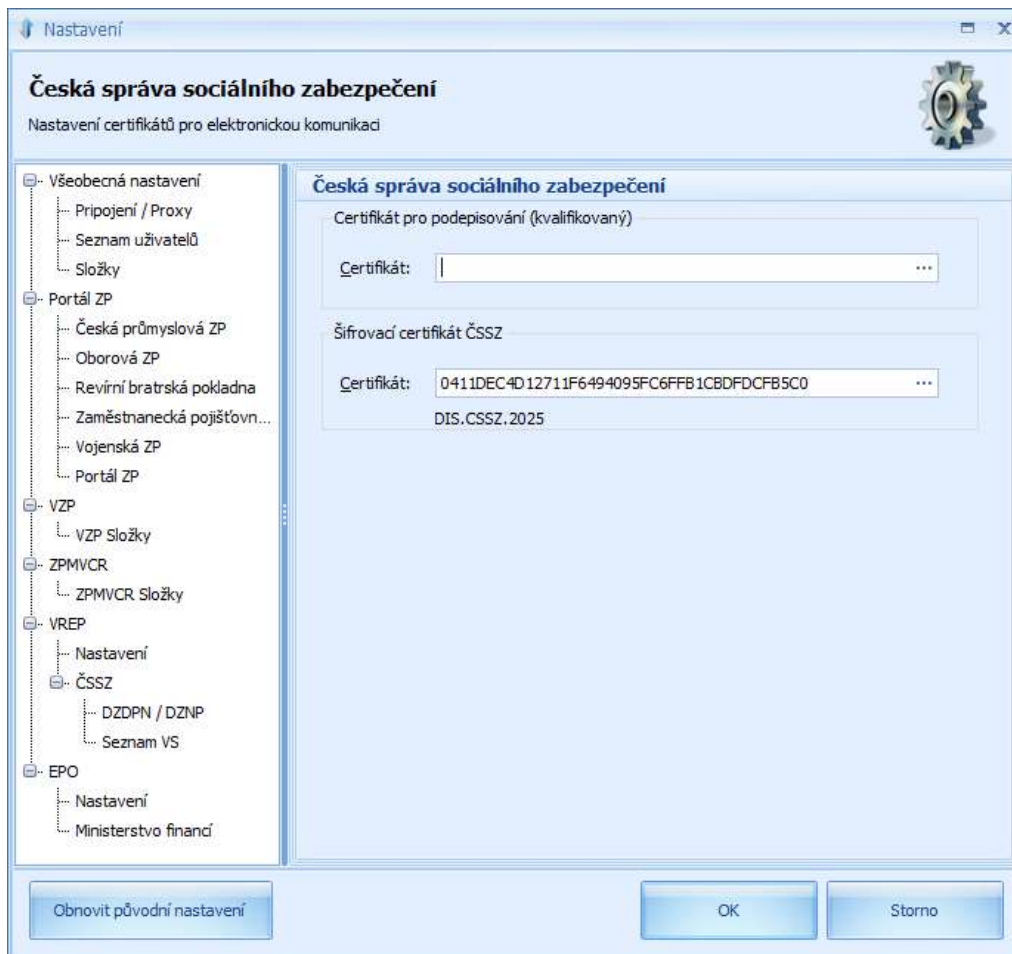 Nastavení
Česká správa sociálního zabezpečení
Nastavení certifikátů pro elektronickou komunikaci
Všeobecná nastavení
Pripojení / Proxy
Seznam uživatelů
Složky
Portál ZP
Česká průmyslová ZP
Oborová ZP
Revírní bratrská pokladna
Zaměstnanecká pojišťovn...
Vojenská ZP
Portál ZP
VZP
VZP Složky
ZPMVCR
ZPMVCR Složky
VREP
Nastavení
ČSSZ
DZDPN / DZNP
Seznam VS
EPO
Nastavení
Ministerstvo financí
Česká správa sociálního zabezpečení
Certifikát pro podepisování (kvalifikovaný)
Certifikát:
Šifrovací certifikát ČSSZ
Certifikát: 0411DEC4D12711F6494095FC6FFB1CBDFDCFB5C0
DIS.CSSZ.2025
Obnovit původní nastavení
OK
Storno